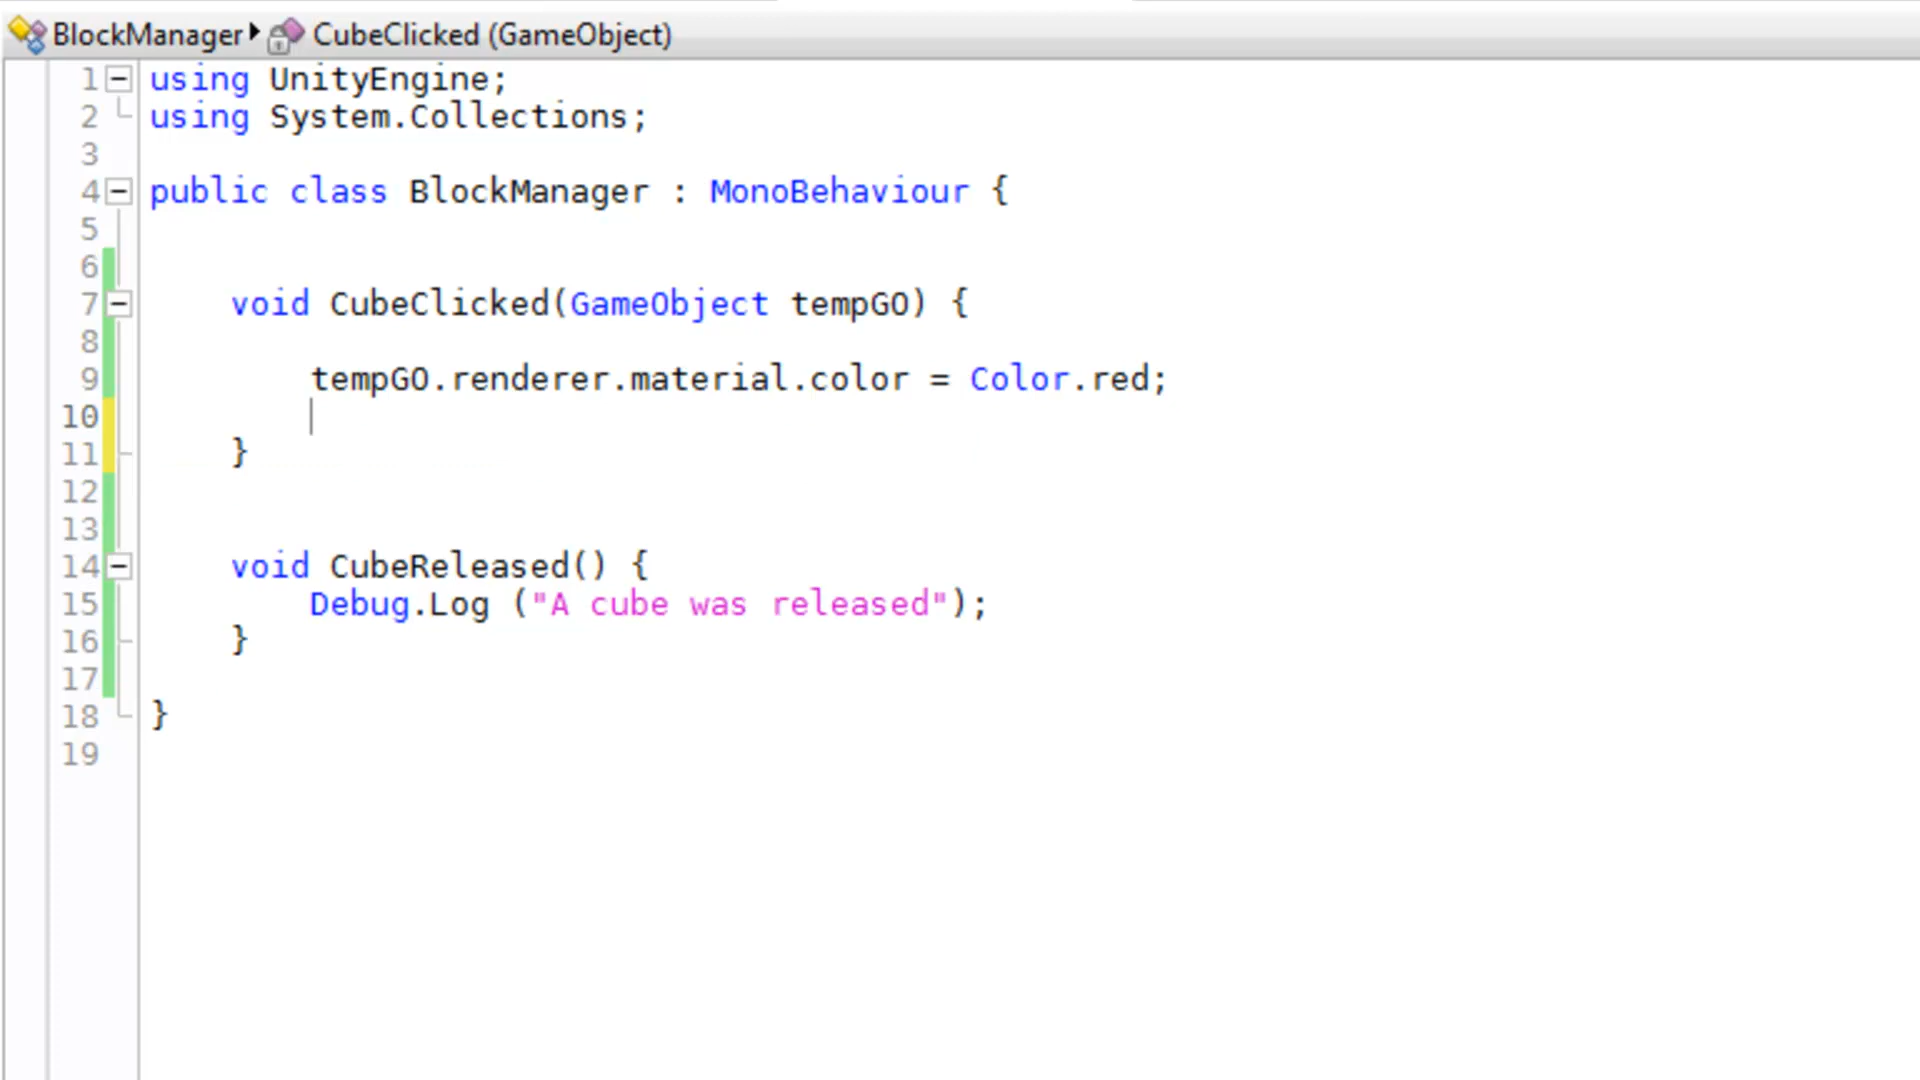 BlockManager CubeClicked (GameObject)
1 using UnityEngine;
2 using System.Collections;
3
4 public class BlockManager : MonoBehaviour {
5
6
7 void CubeClicked(GameObject tempGO) {
8
9 tempGO.renderer.material.color = Color.red;
10
11 }
12
13
14 void CubeReleased() {
15 Debug.Log ("A cube was released");
16 }
17
18 }
19